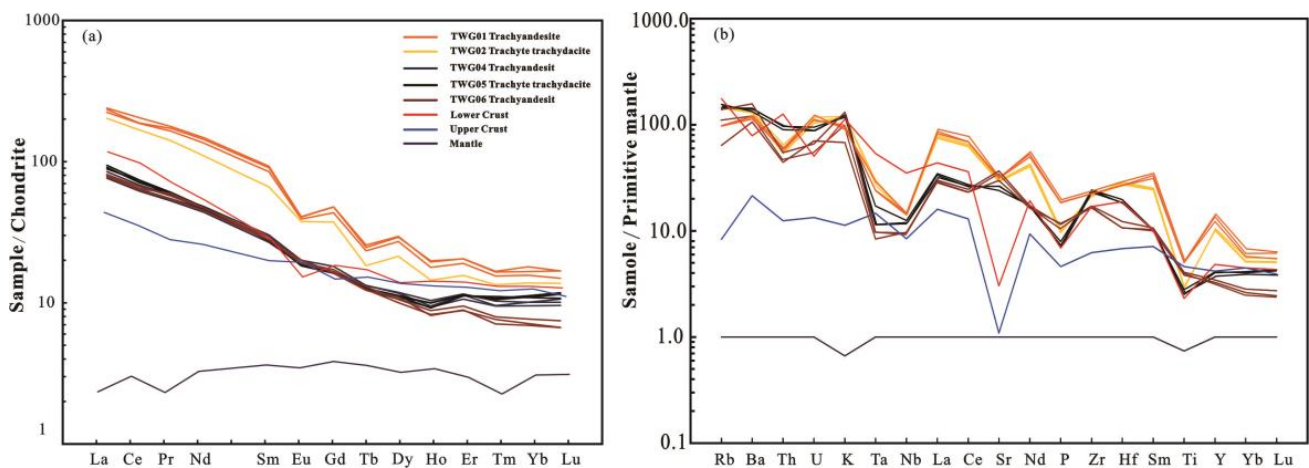 Sample/ Chondrite
1000
100
10
1
(a)
TWG01 Trachyandesite
TWG02 Trachyte trachydacite
TWG04 Trachyandesit
TWG05 Trachyte trachydacite
TWG06 Trachyandesit
Lower Crust
Upper Crust
Mantle
La Ce Pr Nd Sm Eu Gd Tb Dy Ho Er Tm Yb Lu
Samole / Primitive mantle
1000.0
100.0
10.0
1.0
0.1
(b)
Rb Ba Th U K Ta Nb La Ce Sr Nd P Zr Hf Sm Ti Y Yb Lu